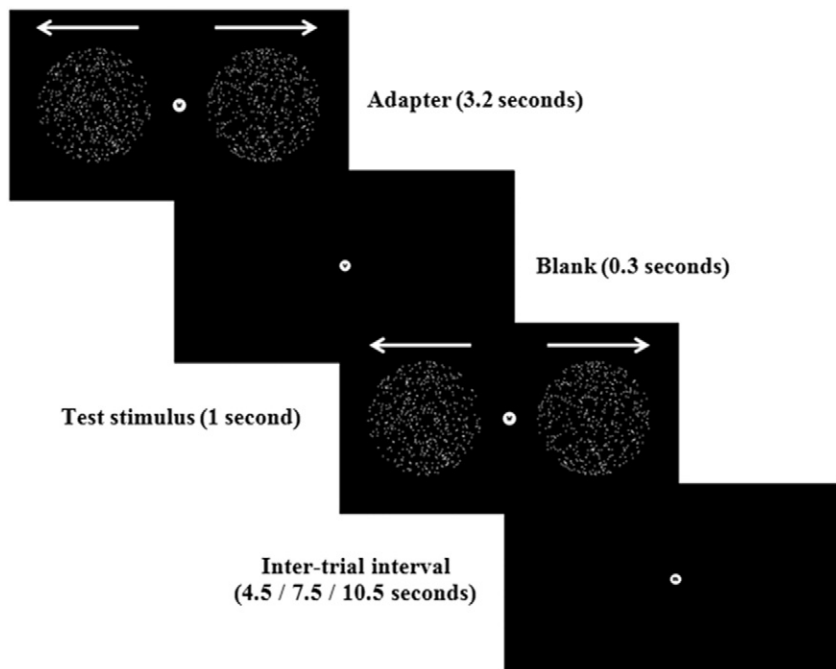 Adapter (3.2 seconds)
Blank (0.3 seconds)
Test stimulus (1 second)
Inter-trial interval
(4.5 / 7.5 / 10.5 seconds)